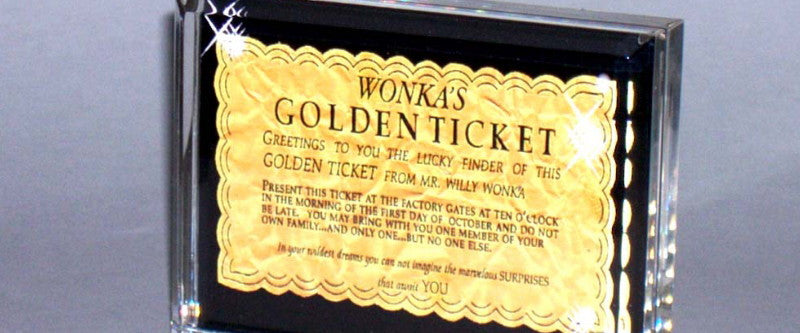 WONKA'S
GOLDEN TICKET
GREETINGS TO YOU THE LUCKY FINDER OF THIS
GOLDEN TICKET FROM MR. WILLY WONKA
PRESENT THIS TICKET AT THE FACTORY GATES AT TEN O'CLOCK
IN THE MORNING OF THE FIRST DAY OF OCTOBER AND DO NOT
BE LATE. YOU MAY BRING WITH YOU ONE MEMBER OF YOUR
OWN FAMILY...AND ONLY ONE...BUT NO ONE ELSE.
In your wildest dreams you can not imagine the marvelous SURPRISES
that await YOU